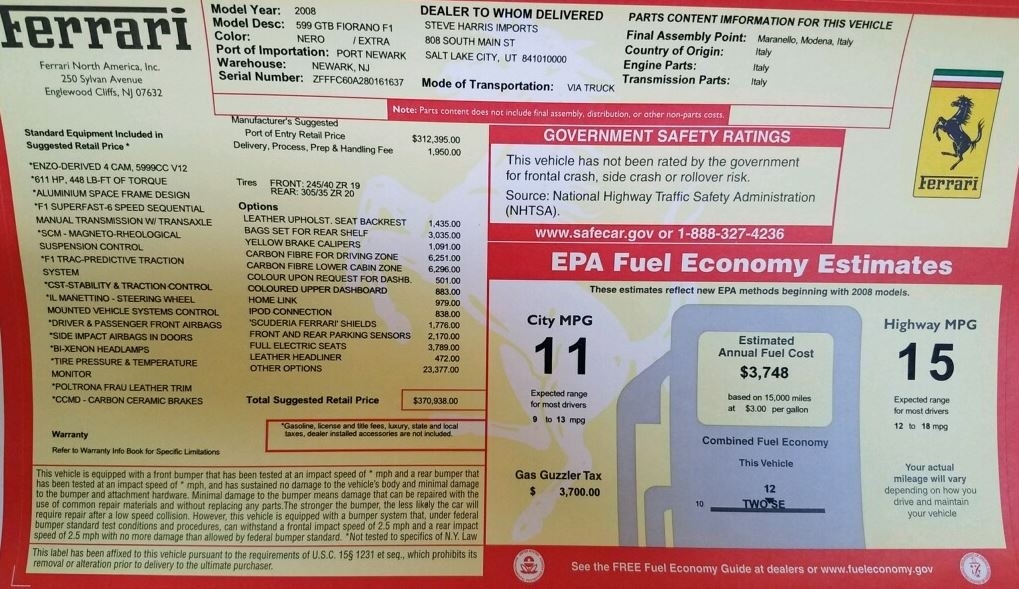 Ferrari
Ferrari North America, Inc.
250 Sylvan Avenue
Englewood Cliffs, NJ 07632
Model Year: 2008
Model Desc: 599 GTB FIORANO F1
Color: NERO / EXTRA
Port of Importation: PORT NEWARK
Warehouse: NEWARK, NJ
Serial Number: ZFFFC60A280161637
DEALER TO WHOM DELIVERED
STEVE HARRIS IMPORTS
808 SOUTH MAIN ST
SALT LAKE CITY, UT 841010000
Mode of Transportation: VIA TRUCK
PARTS CONTENT IMFORMATION FOR THIS VEHICLE
Final Assembly Point: Maranello, Modena, Italy
Country of Origin: Italy
Engine Parts: Italy
Transmission Parts: Italy
Note: Parts content does not include final assembly, distribution, or other non-parts costs.
Ferrari
Standard Equipment Included in
Suggested Retail Price *
*ENZO-DERIVED 4 CAM, 5999CC V12
*611 HP, 448 LB-FT OF TORQUE
*ALUMINIUM SPACE FRAME DESIGN
*F1 SUPERFAST-6 SPEED SEQUENTIAL
MANUAL TRANSMISSION W/ TRANSAXLE
*SCM - MAGNETO-RHEOLOGICAL
SUSPENSION CONTROL
*F1 TRAC-PREDICTIVE TRACTION
SYSTEM
*CST-STABILITY & TRACTION CONTROL
*IL MANETTINO - STEERING WHEEL
MOUNTED VEHICLE SYSTEMS CONTROL
*DRIVER & PASSENGER FRONT AIRBAGS
*SIDE IMPACT AIRBAGS IN DOORS
*BI-XENON HEADLAMPS
*TIRE PRESSURE & TEMPERATURE
MONITOR
*POLTRONA FRAU LEATHER TRIM
*CCMD - CARBON CERAMIC BRAKES
Warranty
Refer to Warranty Info Book for Specific Limitations
Manufacturer's Suggested
Port of Entry Retail Price $312,395.00
Delivery, Process, Prep & Handling Fee 1,950.00
Tires FRONT: 245/40 ZR 19
REAR: 305/35 ZR 20
Options
LEATHER UPHOLST. SEAT BACKREST 1,435.00
BAGS SET FOR REAR SHELF 3,035.00
YELLOW BRAKE CALIPERS 1,091.00
CARBON FIBRE FOR DRIVING ZONE 6,251.00
CARBON FIBRE LOWER CABIN ZONE 6,296.00
COLOUR UPON REQUEST FOR DASHB. 501.00
COLOURED UPPER DASHBOARD 883.00
HOME LINK 979.00
IPOD CONNECTION 838.00
'SCUDERIA FERRARI' SHIELDS 1,776.00
FRONT AND REAR PARKING SENSORS 2,170.00
FULL ELECTRIC SEATS 3,789.00
LEATHER HEADLINER 472.00
OTHER OPTIONS 23,377.00
Total Suggested Retail Price $370,938.00
*Gasoline, license and title fees, luxury, state and local
taxes, dealer installed accessories are not included.
This vehicle is equipped with a front bumper that has been tested at an impact speed of * mph and a rear bumper that
has been tested at an impact speed of * mph, and has sustained no damage to the vehicle's body and minimal damage
to the bumper and attachment hardware. Minimal damage to the bumper means damage that can be repaired with the
use of common repair materials and without replacing any parts.The stronger the bumper, the less likely the car will
require repair after a low speed collision. However, this vehicle is equipped with a bumper system that, under federal
bumper standard test conditions and procedures, can withstand a frontal impact of 2.5 mph and a rear impact
speed of 2.5 mph with no more damage than allowed by federal bumper standard. *Not tested to specifics of N.Y. Law
This label has been affixed to this vehicle pursuant to the requirements of U.S.C. 15§ 1231 et seq., which prohibits its
removal or alteration prior to delivery to the ultimate purchaser.
GOVERNMENT SAFETY RATINGS
This vehicle has not been rated by the government
for frontal crash, side crash or rollover risk.
Source: National Highway Traffic Safety Administration
(NHTSA).
www.safecar.gov or 1-888-327-4236
EPA Fuel Economy Estimates
These estimates reflect new EPA methods beginning with 2008 models.
City MPG
11
Expected range
for most drivers
9 to 13 mpg
Gas Guzzler Tax
$ 3,700.00
Estimated
Annual Fuel Cost
$3,748
based on 15,000 miles
at $3.00 per gallon
Combined Fuel Economy
This Vehicle
12
10 TWO SE
Highway MPG
15
Expected range
for most drivers
12 to 18 mpg
Your actual
mileage will vary
depending on how you
drive and maintain
your vehicle
See the FREE Fuel Economy Guide at dealers or www.fueleconomy.gov